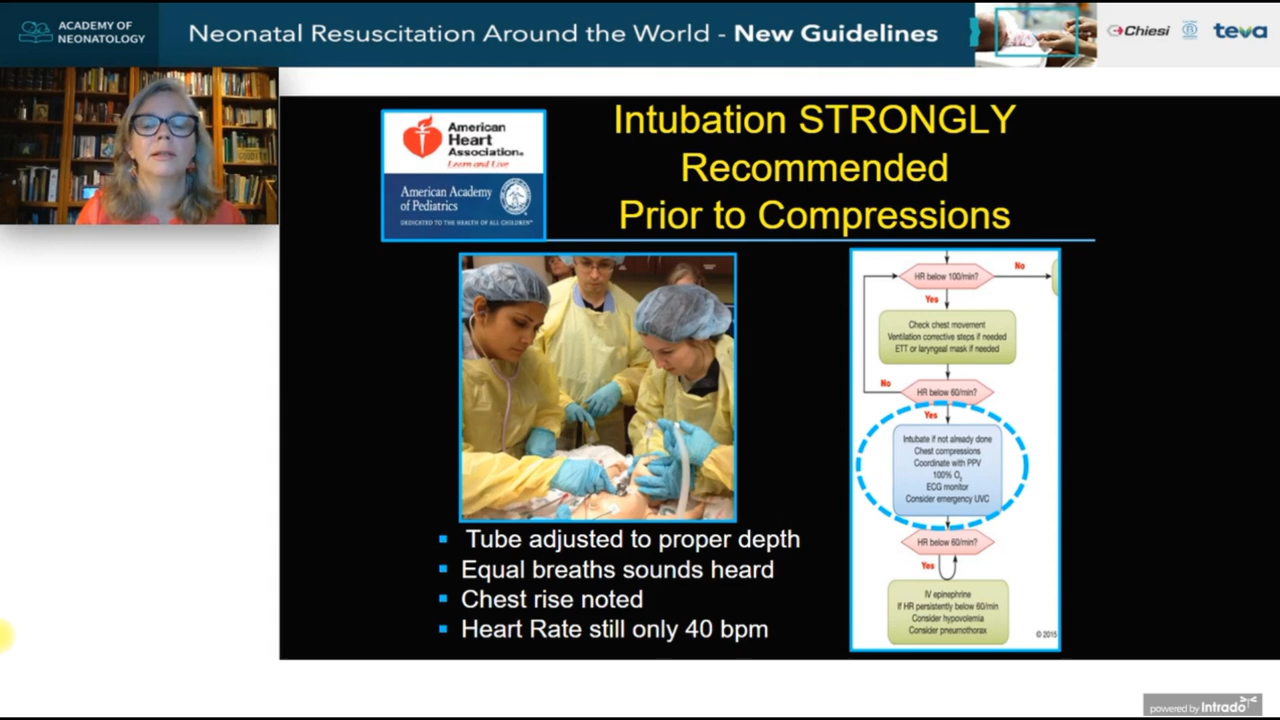 ACADEMY OF
NEONATOLOGY
Neonatal Resuscitation Around the World - New Guidelines
Chiesi
teva
American
Heart
Association®
Learn and Live
American Academy
of Pediatrics
DEDICATED TO THE HEALTH OF ALL CHILDREN™
Intubation STRONGLY
Recommended
Prior to Compressions
HR below 100/min?
No
Yes
Check chest movement
Ventilation corrective steps if needed
ETT or laryngeal mask if needed
No
HR below 60/min?
Yes
Intubate if not already done
Chest compressions
Coordinate with PPV
100% O2
ECG monitor
Consider emergency UVC
HR below 60/min?
Yes
IV epinephrine
If HR persistently below 60/min
Consider hypovolemia
Consider pneumothorax
© 2015
▪ Tube adjusted to proper depth
▪ Equal breaths sounds heard
▪ Chest rise noted
▪ Heart Rate still only 40 bpm
powered by Intrado